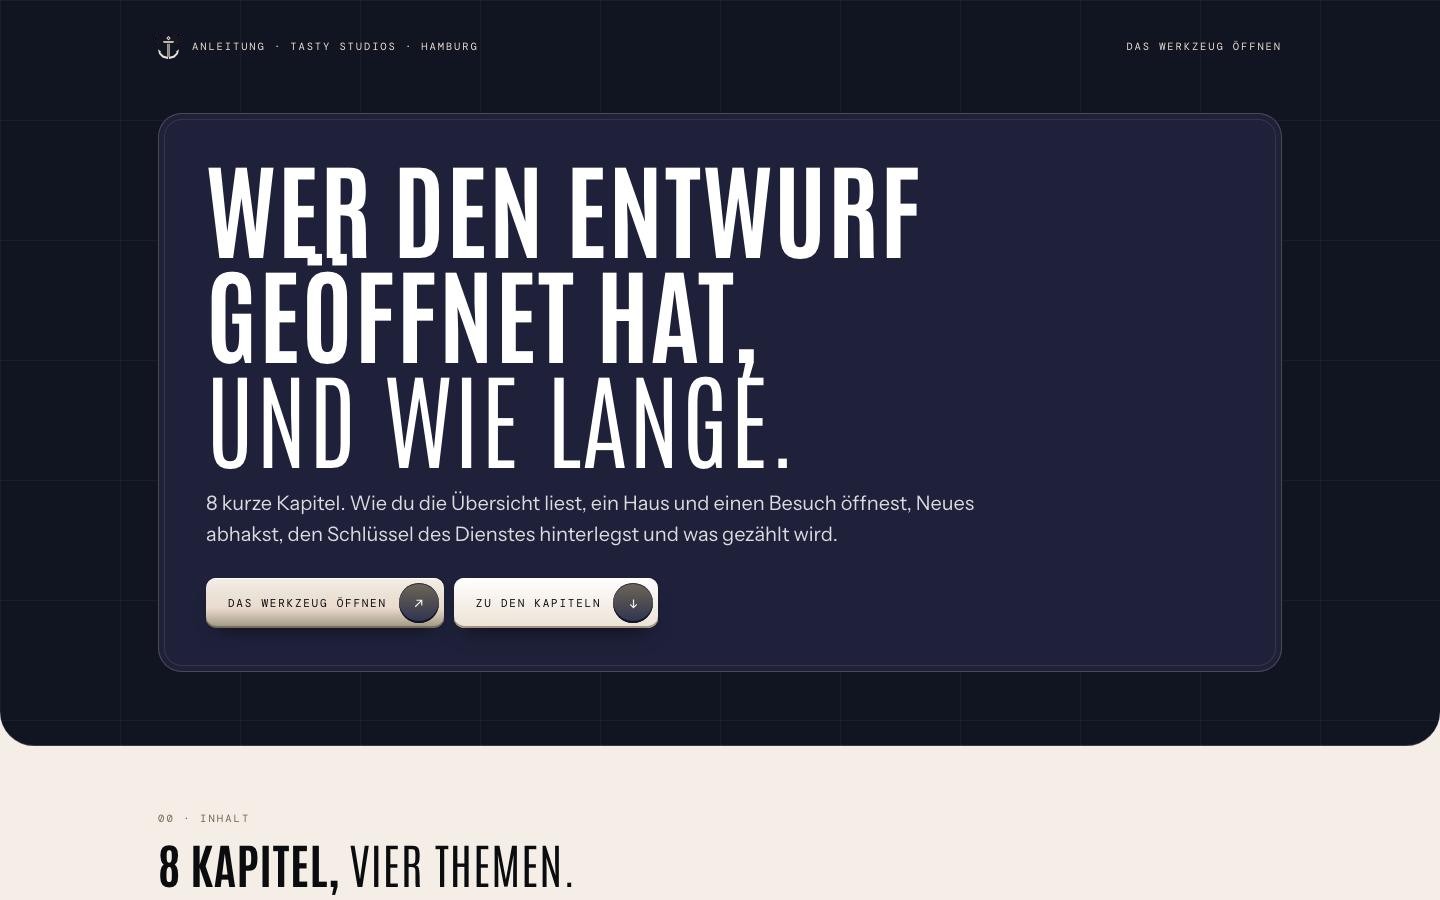 ANLEITUNG · TASTY STUDIOS · HAMBURG
DAS WERKZEUG ÖFFNEN
WER DEN ENTWURF
GEÖFFNET HAT,
UND WIE LANGE.
8 kurze Kapitel. Wie du die Übersicht liest, ein Haus und einen Besuch öffnest, Neues
abhakst, den Schlüssel des Dienstes hinterlegst und was gezählt wird.
DAS WERKZEUG ÖFFNEN ↗
ZU DEN KAPITELN ↓
00 · INHALT
8 KAPITEL, VIER THEMEN.